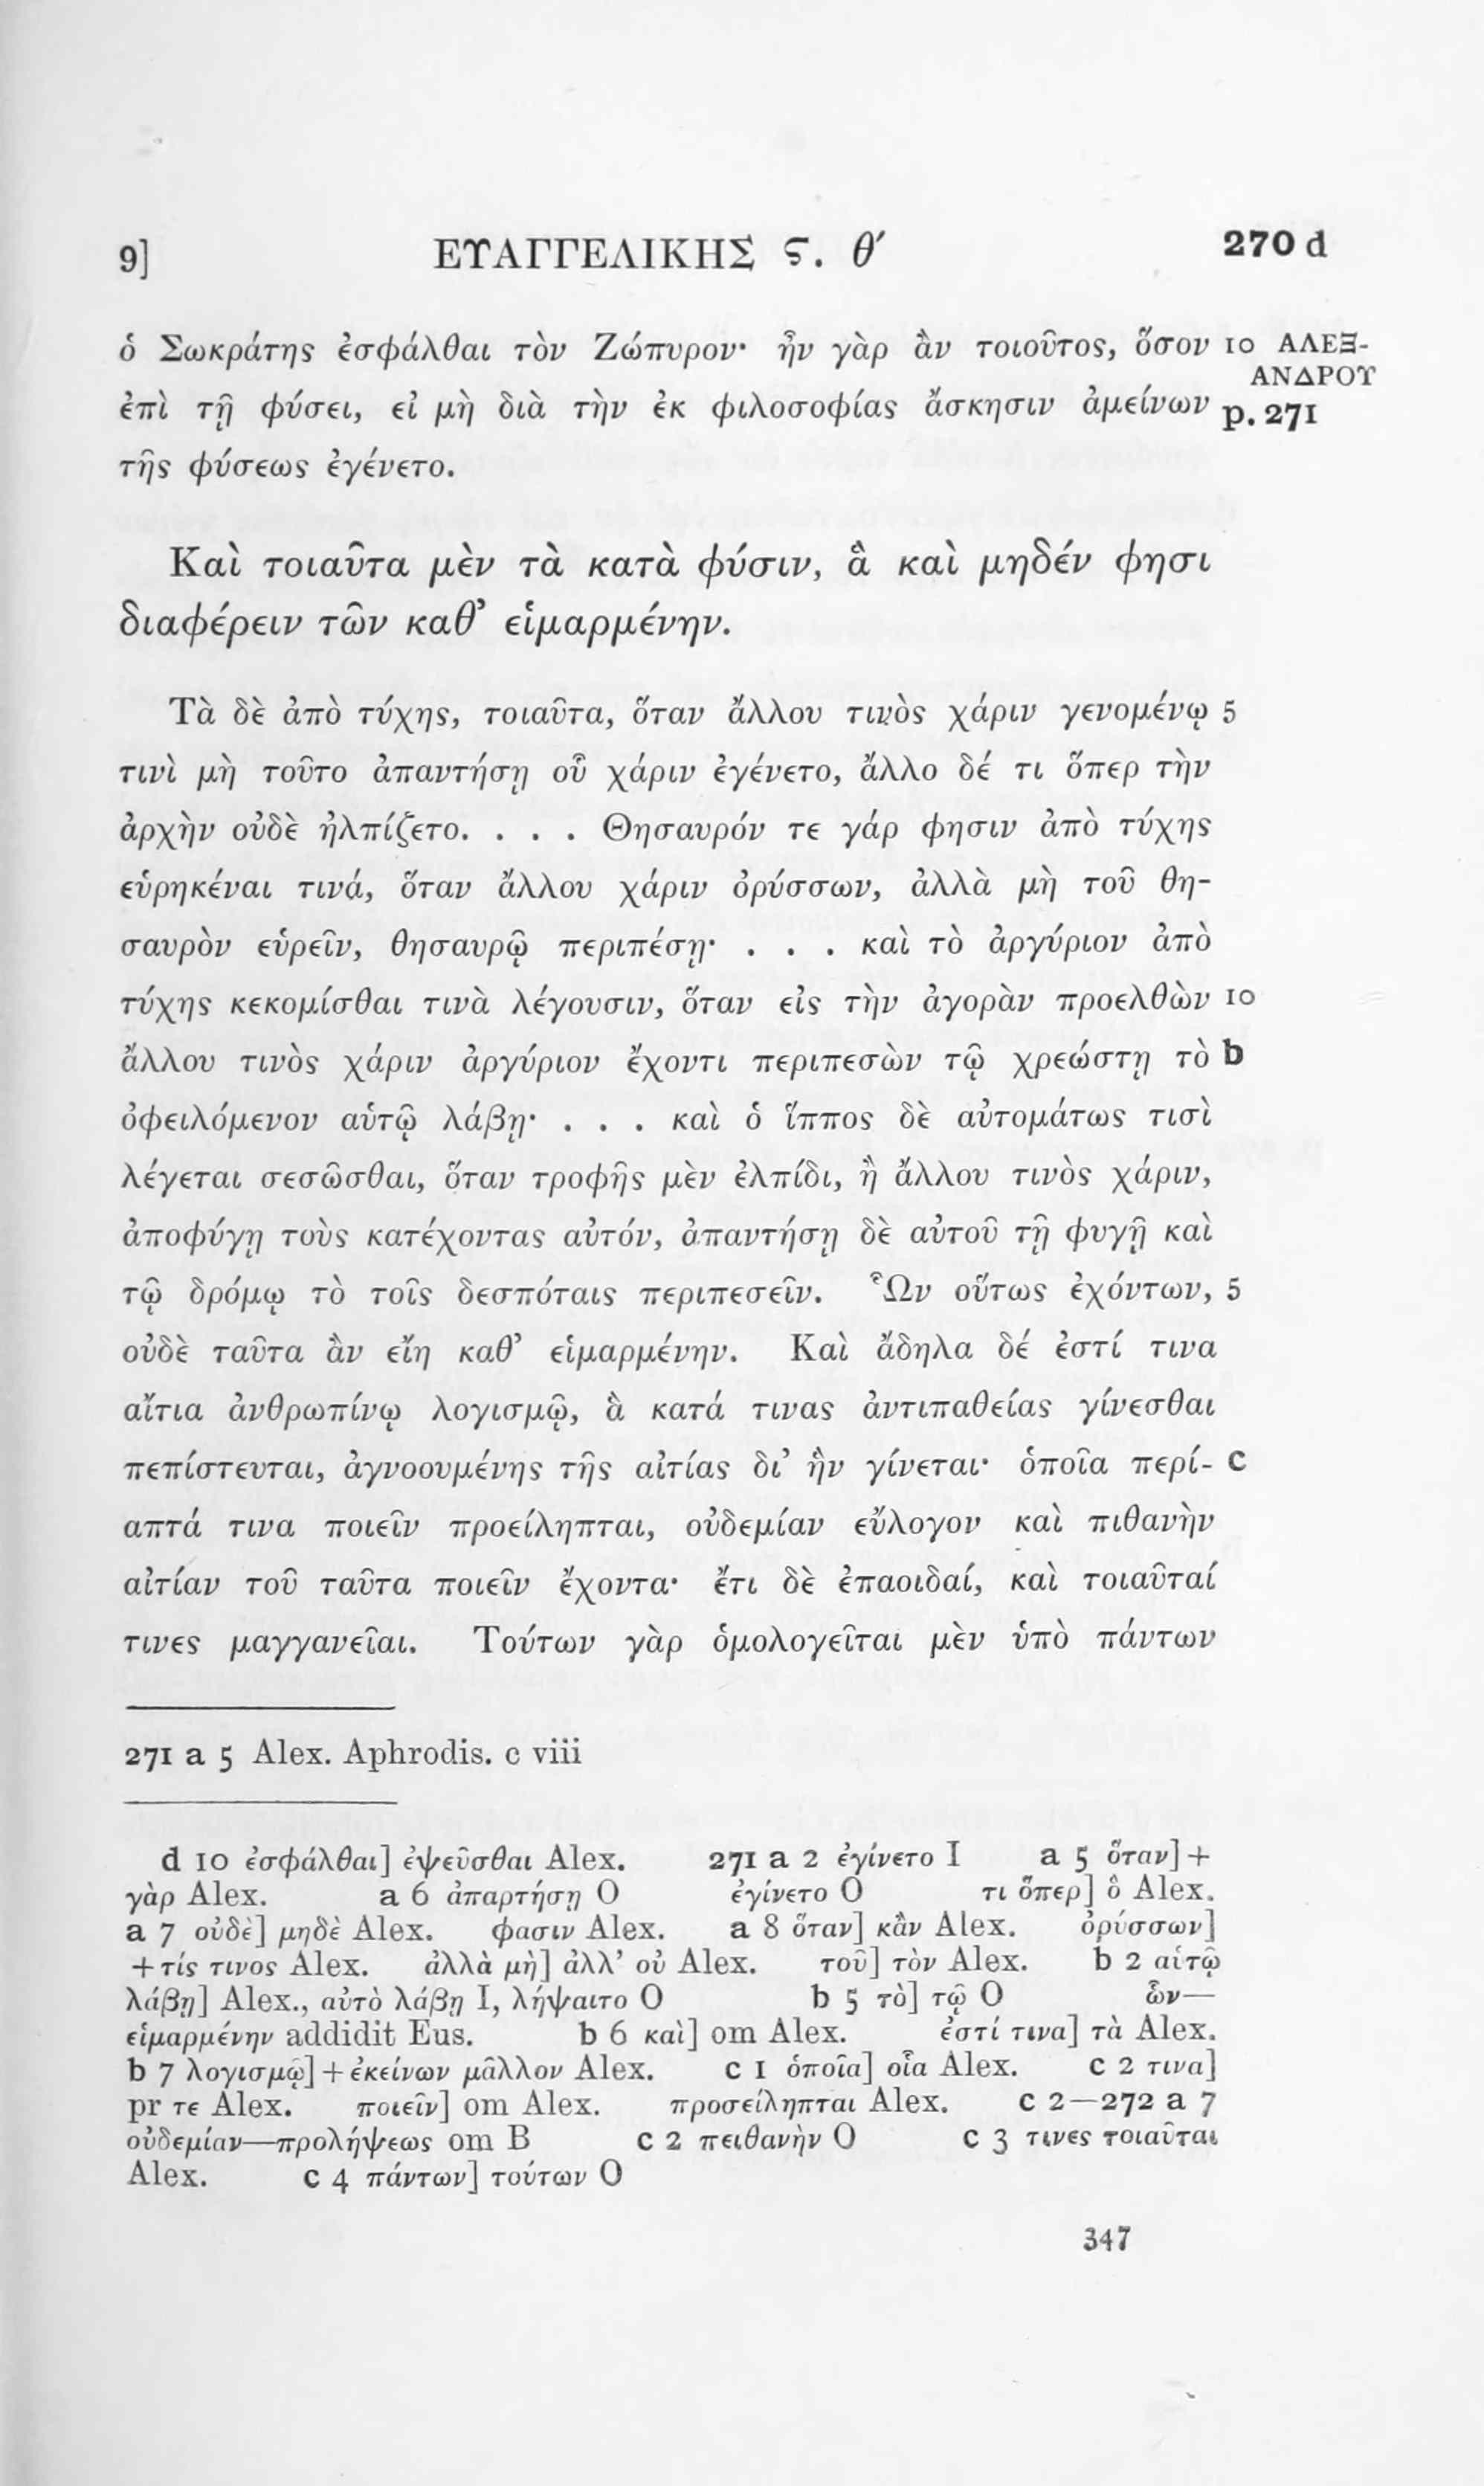 9] ΕΥΑΓΓΕΛΙΚΗΣ ϛ. θ′ 270 d
ὁ Σωκράτης ἐσφάλθαι τὸν Ζώπυρον· ἦν γὰρ ἂν τοιοῦτος, ὅσον 10 ΑΛΕΞ-
ΑΝΔΡΟΥ
ἐπὶ τῇ φύσει, εἰ μὴ διὰ τὴν ἐκ φιλοσοφίας ἄσκησιν ἀμείνων p. 271
τῆς φύσεως ἐγένετο.
Καὶ τοιαῦτα μὲν τὰ κατὰ φύσιν, ἃ καὶ μηδέν φησι
διαφέρειν τῶν καθ’ εἱμαρμένην.
Τὰ δὲ ἀπὸ τύχης, τοιαῦτα, ὅταν ἄλλου τινὸς χάριν γενομένῳ 5
τινὶ μὴ τοῦτο ἀπαντήσῃ οὗ χάριν ἐγένετο, ἄλλο δέ τι ὅπερ τὴν
ἀρχὴν οὐδὲ ἠλπίζετο. . . . Θησαυρόν τε γάρ φησιν ἀπὸ τύχης
εὑρηκέναι τινά, ὅταν ἄλλου χάριν ὀρύσσων, ἀλλὰ μὴ τοῦ θη-
σαυρὸν εὑρεῖν, θησαυρῷ περιπέσῃ· . . . καὶ τὸ ἀργύριον ἀπὸ
τύχης κεκομίσθαι τινὰ λέγουσιν, ὅταν εἰς τὴν ἀγορὰν προελθὼν 10
ἄλλου τινὸς χάριν ἀργύριον ἔχοντι περιπεσὼν τῷ χρεώστῃ τὸ b
ὀφειλόμενον αὑτῷ λάβῃ· . . . καὶ ὁ ἵππος δὲ αὐτομάτως τισὶ
λέγεται σεσῶσθαι, ὅταν τροφῆς μὲν ἐλπίδι, ἢ ἄλλου τινὸς χάριν,
ἀποφύγῃ τοὺς κατέχοντας αὐτόν, ἀπαντήσῃ δὲ αὐτοῦ τῇ φυγῇ καὶ
τῷ δρόμῳ τὸ τοῖς δεσπόταις περιπεσεῖν. Ὧν οὕτως ἐχόντων, 5
οὐδὲ ταῦτα ἂν εἴη καθ’ εἱμαρμένην. Καὶ ἄδηλα δέ ἐστί τινα
αἴτια ἀνθρωπίνῳ λογισμῷ, ἃ κατά τινας ἀντιπαθείας γίνεσθαι
πεπίστευται, ἀγνοουμένης τῆς αἰτίας δι’ ἣν γίνεται· ὁποῖα περί- c
απτά τινα ποιεῖν προείληπται, οὐδεμίαν εὔλογον καὶ πιθανὴν
αἰτίαν τοῦ ταῦτα ποιεῖν ἔχοντα· ἔτι δὲ ἐπαοιδαί, καὶ τοιαῦταί
τινες μαγγανεῖαι. Τούτων γὰρ ὁμολογεῖται μὲν ὑπὸ πάντων
271 a 5 Alex. Aphrodis. c viii
d 10 ἐσφάλθαι] ἐψεῦσθαι Alex. 271 a 2 ἐγίνετο I a 5 ὅταν] +
γὰρ Alex. a 6 ἀπαρτήσῃ O ἐγίνετο O τι ὅπερ] ὃ Alex.
a 7 οὐδὲ] μηδὲ Alex. φασιν Alex. a 8 ὅταν] κἂν Alex. ὀρύσσων]
+ τίς τινος Alex. ἀλλὰ μὴ] ἀλλ’ οὐ Alex. τοῦ] τὸν Alex. b 2 αὑτῷ
λάβῃ] Alex., αὐτὸ λάβῃ I, λήψαιτο O b 5 τὸ] τῷ O ὧν—
εἱμαρμένην addidit Eus. b 6 καὶ] om Alex. ἐστί τινα] τὰ Alex.
b 7 λογισμῷ] + ἐκείνων μᾶλλον Alex. c 1 ὁποῖα] οἷα Alex. c 2 τινα]
pr τε Alex. ποιεῖν] om Alex. προσείληπται Alex. c 2—272 a 7
οὐδεμίαν—προλήψεως om B c 2 πειθανὴν O c 3 τινες τοιαῦται
Alex. c 4 πάντων] τούτων O
347